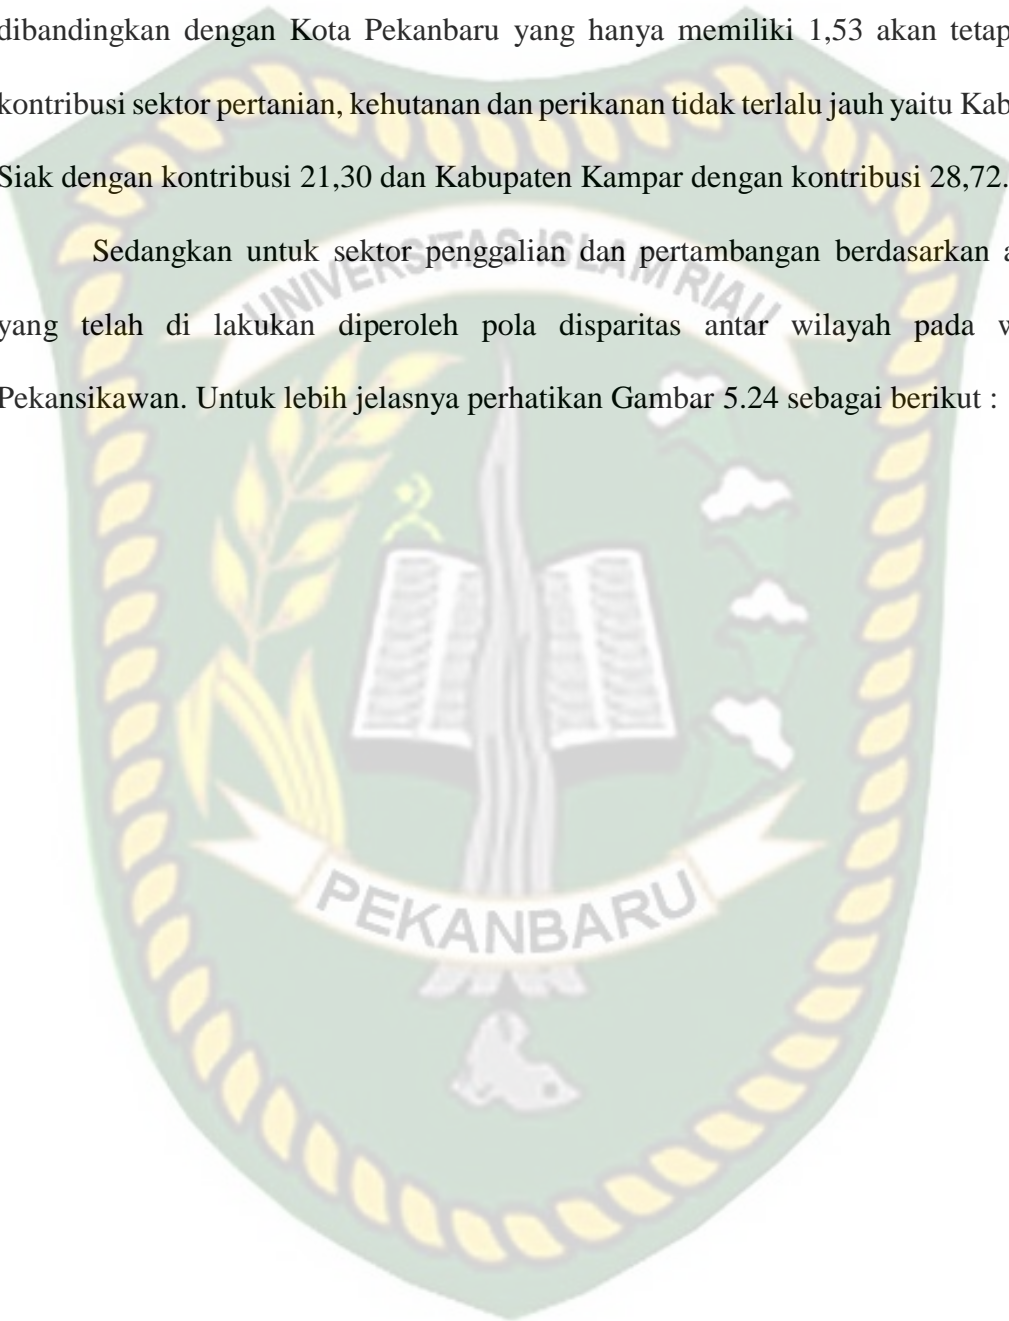 dibandingkan dengan Kota Pekanbaru yang hanya memiliki 1,53 akan tetap
kontribusi sektor pertanian, kehutanan dan perikanan tidak terlalu jauh yaitu Kab
Siak dengan kontribusi 21,30 dan Kabupaten Kampar dengan kontribusi 28,72.
Sedangkan untuk sektor penggalian dan pertambangan berdasarkan a
UNIVERSITAS ISLAM RIAU
yang telah di lakukan diperoleh pola disparitas antar wilayah pada w
Pekansikawan. Untuk lebih jelasnya perhatikan Gambar 5.24 sebagai berikut :
PEKANBARU